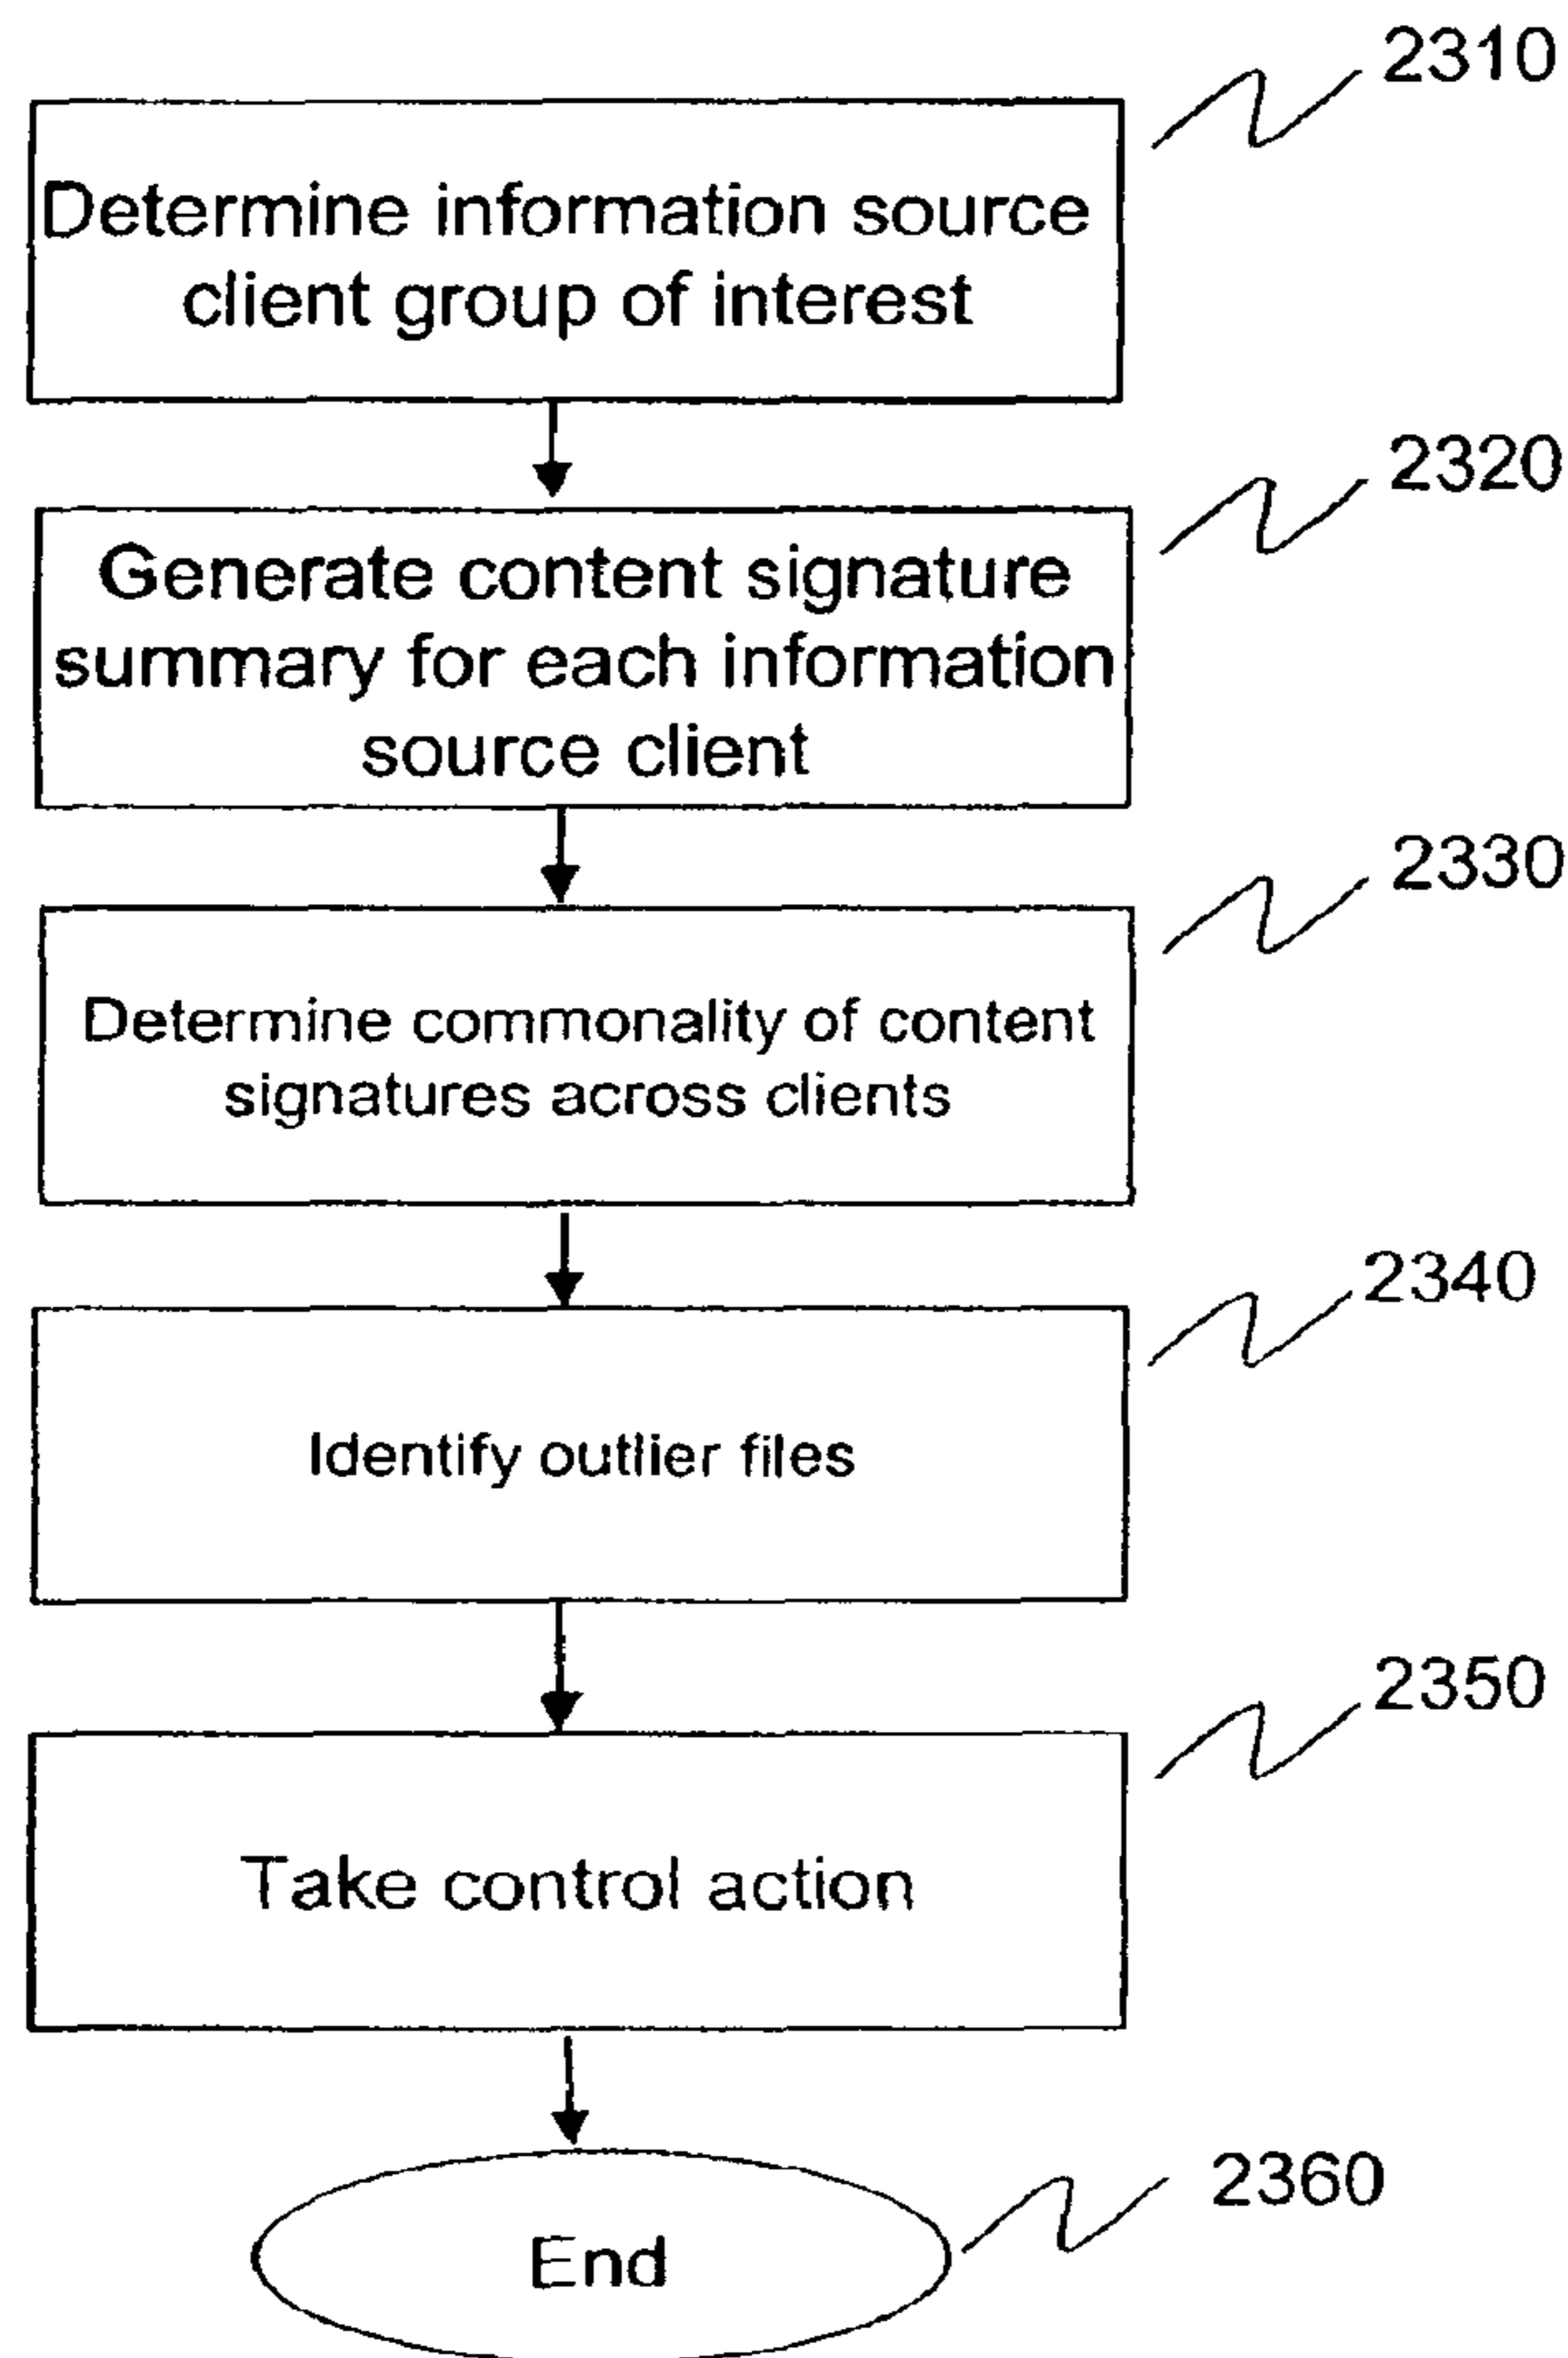 2310
Determine information source
client group of interest
2320
Generate content signature
summary for each information
source client
2330
Determine commonality of content
signatures across clients
2340
Identify outlier files
2350
Take control action
2360
End